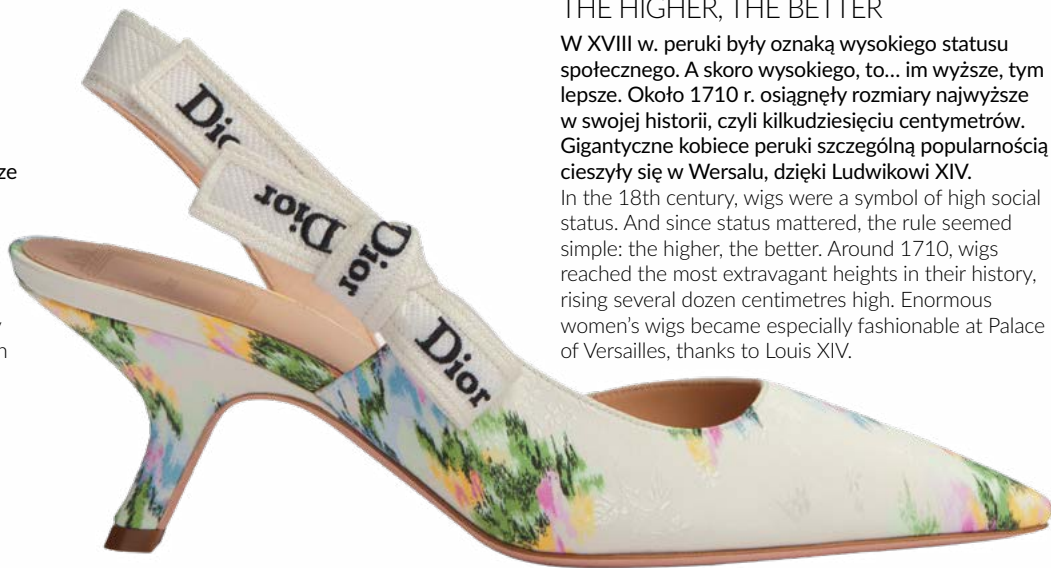 THE HIGHER, THE BETTER
W XVIII w. peruki były oznaką wysokiego statusu
społecznego. A skoro wysokiego, to... im wyższe, tym
lepsze. Około 1710 r. osiągnęły rozmiary najwyższe
w swojej historii, czyli kilkudziesięciu centymetrów.
Gigantyczne kobiece peruki szczególną popularnością
cieszyły się w Wersalu, dzięki Ludwikowi XIV.
In the 18th century, wigs were a symbol of high social
status. And since status mattered, the rule seemed
simple: the higher, the better. Around 1710, wigs
reached the most extravagant heights in their history,
rising several dozen centimetres high. Enormous
women's wigs became especially fashionable at Palace
of Versailles, thanks to Louis XIV.
Dior
Dior
Dior